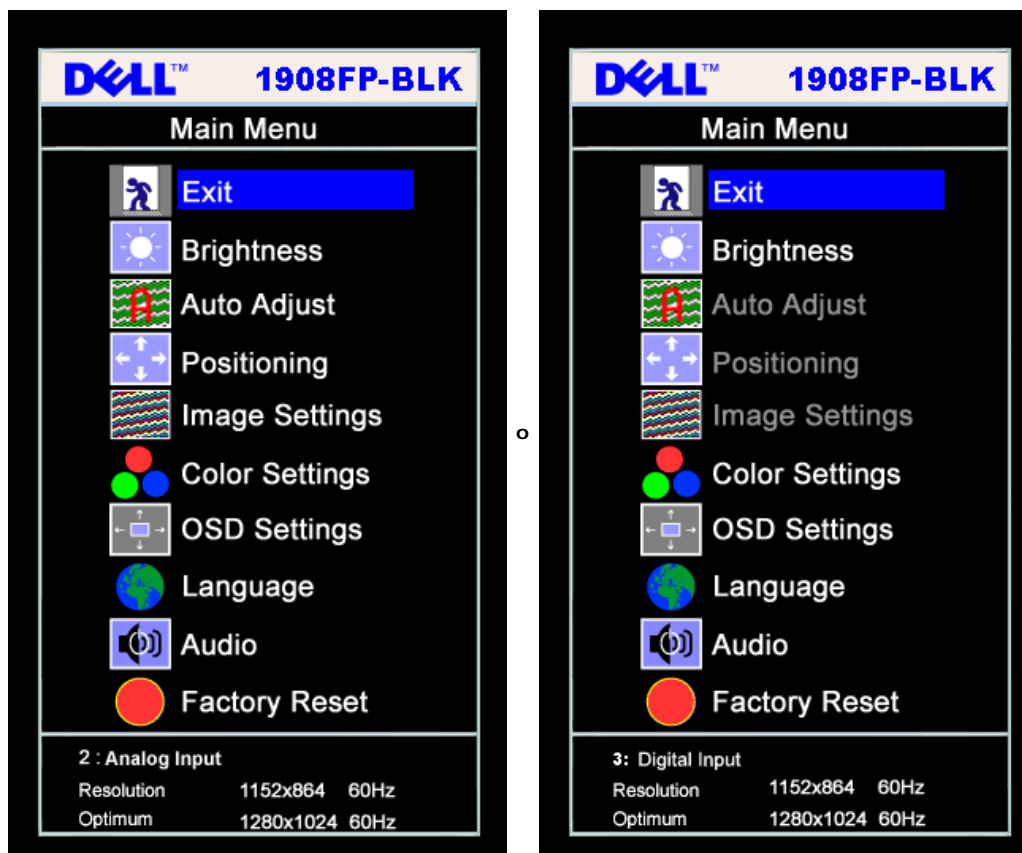 DELL™ 1908FP-BLK
Main Menu
Exit
Brightness
Auto Adjust
Positioning
Image Settings
Color Settings
OSD Settings
Language
Audio
Factory Reset
2 : Analog Input
Resolution 1152x864 60Hz
Optimum 1280x1024 60Hz
o
DELL™ 1908FP-BLK
Main Menu
Exit
Brightness
Auto Adjust
Positioning
Image Settings
Color Settings
OSD Settings
Language
Audio
Factory Reset
3: Digital Input
Resolution 1152x864 60Hz
Optimum 1280x1024 60Hz